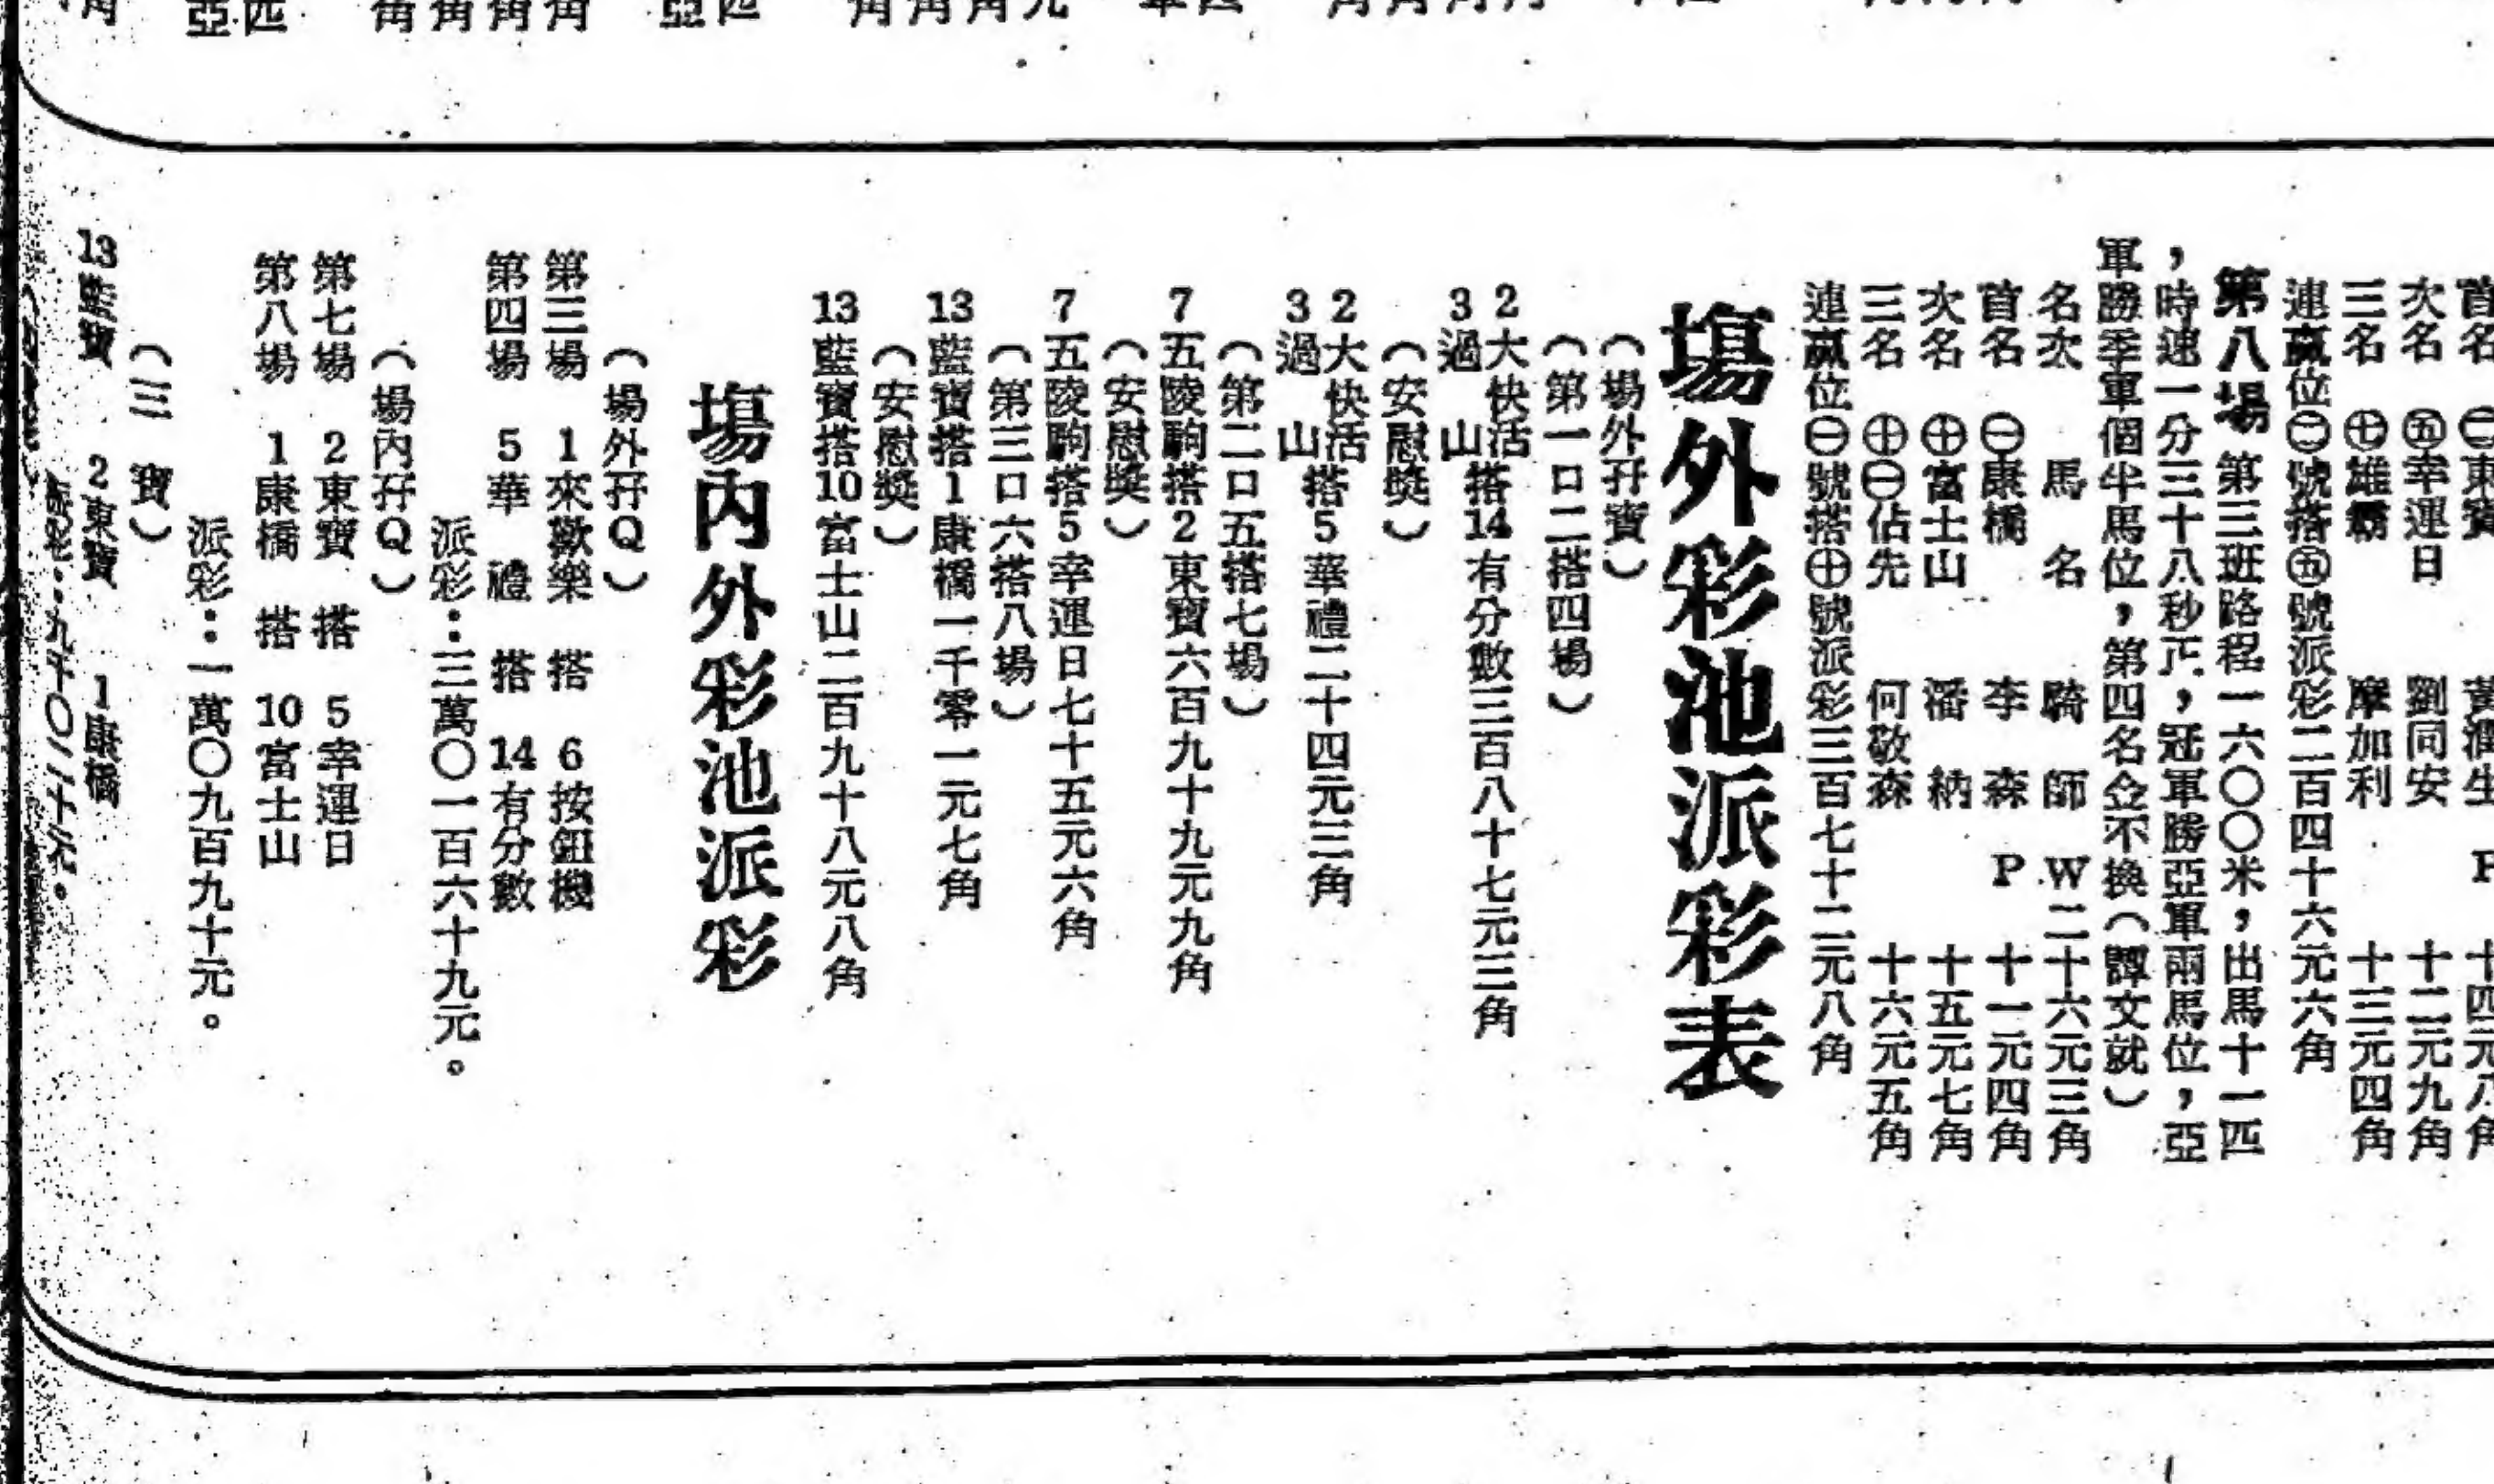 首名 ㊁東寶 黃潤生 P 十四元八角
次名 ㊄幸運日 劉同安 十二元九角
三名 ㊆雄霸 摩加利 十三元四角
連贏位㊁號搭㊄號派彩二百四十六元六角
第八場 第三班路程一六〇〇米,出馬十一匹
,時速一分三十八秒正,冠軍勝亞軍兩馬位,亞
軍勝季軍個半馬位,第四名佥不換(譚文就)
名次 馬名 騎師 W二十六元三角
首名 ㊀康橋 李森 P 十一元四角
次名 ㊉富士山 潘納 十五元七角
三名 ㊉㊀佔先 何敬森 十六元五角
連贏位㊀號搭㊉號派彩三百七十二元八角
塲外彩池派彩表
(場外孖寶)
(第一口二搭四場)
2大快活搭14有分數三百八十七元三角
3過山
(安慰獎)
2大快活搭5華禮二十四元三角
3過山
(第二口五搭七場)
7五陵駒搭2東寶六百九十九元九角
(安慰獎)
7五陵駒搭5幸運日七十五元六角
(第三口六搭八場)
13藍寶搭1康橋一千零一元七角
(安慰獎)
13藍寶搭10富士山二百九十八元八角
塲內外彩池派彩
(場外孖Q)
第三場 1來歡樂 搭 6按鈕機
第四場 5華禮 搭 14有分數
派彩:三萬〇一百六十九元。
(場內孖Q)
第七場 2東寶 搭 5幸運日
第八場 1康橋 搭 10富士山
派彩:一萬〇九百九十元。
(三寶)
13藍寶 2東寶 1康橋